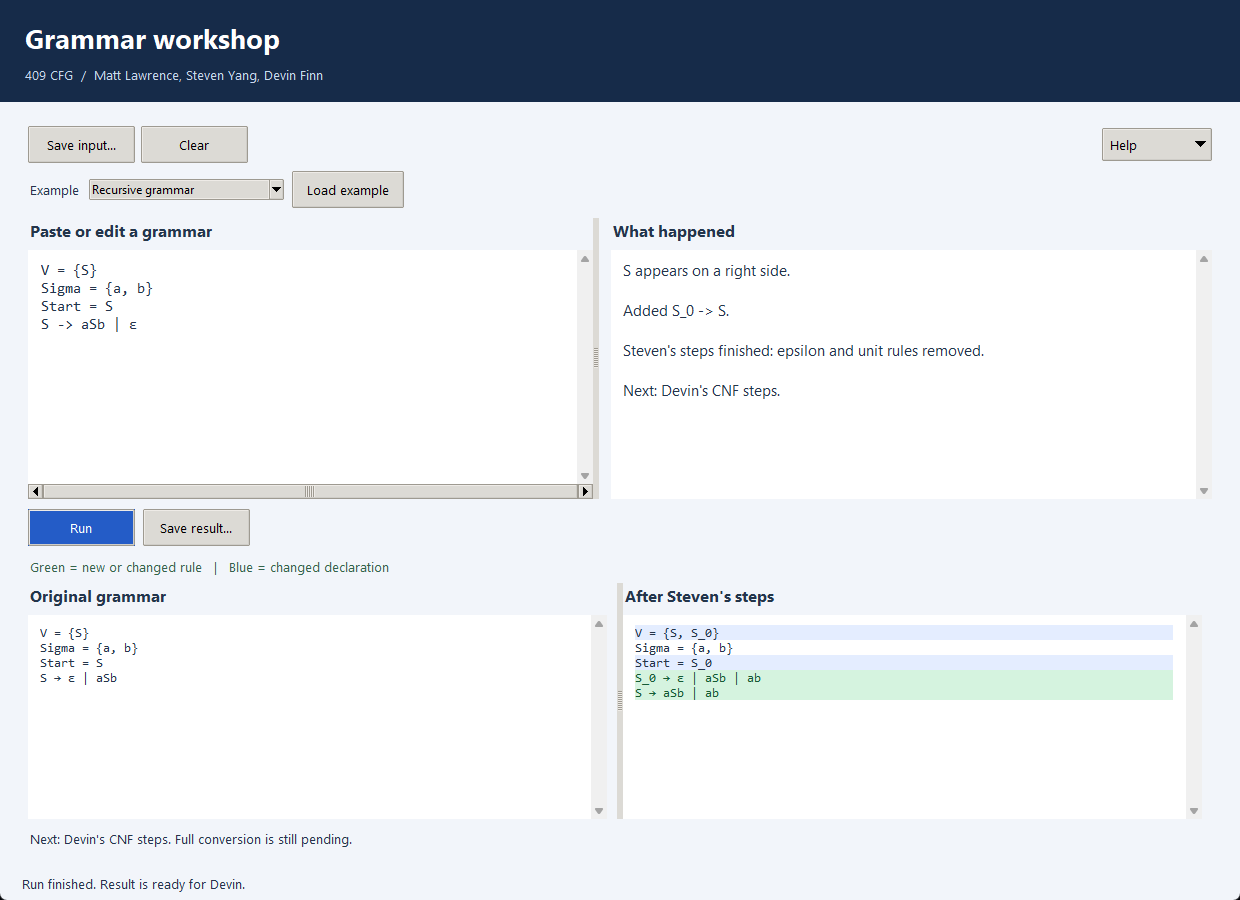 Grammar workshop
409 CFG / Matt Lawrence, Steven Yang, Devin Finn
Save input...
Clear
Help
Example
Recursive grammar
Load example
Paste or edit a grammar
V = {S}
Sigma = {a, b}
Start = S
S -> aSb | ε
What happened
S appears on a right side.
Added S_0 -> S.
Steven's steps finished: epsilon and unit rules removed.
Next: Devin's CNF steps.
Run
Save result...
Green = new or changed rule | Blue = changed declaration
Original grammar
V = {S}
Sigma = {a, b}
Start = S
S → ε | aSb
After Steven's steps
V = {S, S_0}
Sigma = {a, b}
Start = S_0
S_0 → ε | aSb | ab
S → aSb | ab
Next: Devin's CNF steps. Full conversion is still pending.
Run finished. Result is ready for Devin.